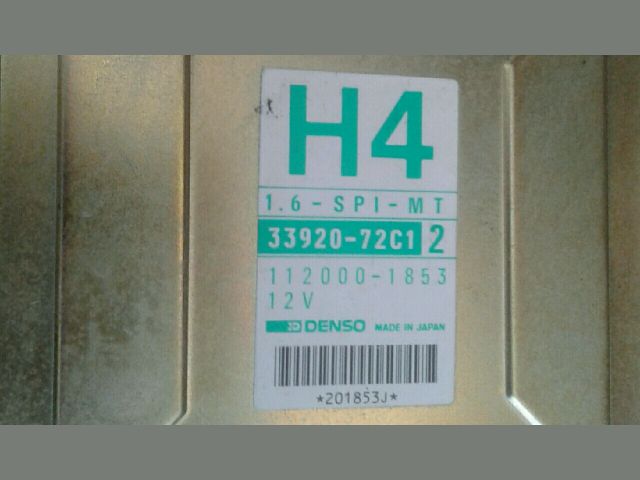 H4
1.6-SPI-MT
33920-72C1 2
112000-1853
12V
DENSO MADE IN JAPAN
*201853J*